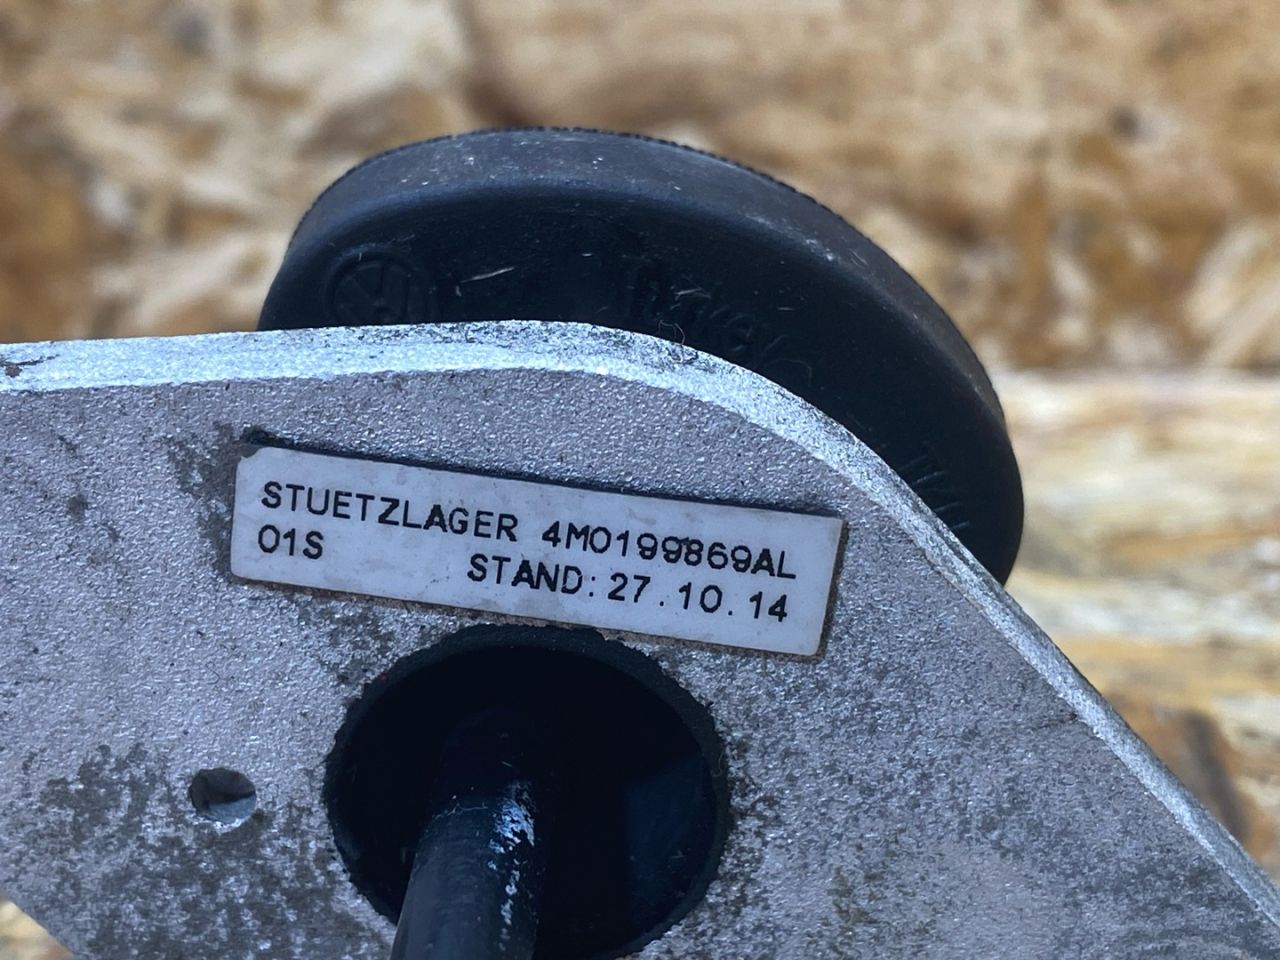 STUETZLAGER 4M0199869AL
01S STAND: 27.10.14